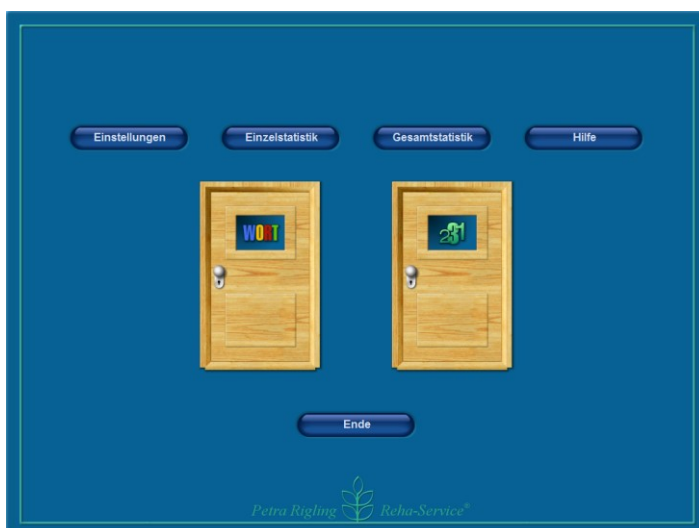 Einstellungen Einzelstatistik Gesamtstatistik Hilfe
WORT
Ende
Petra Rigling Reha-Service®